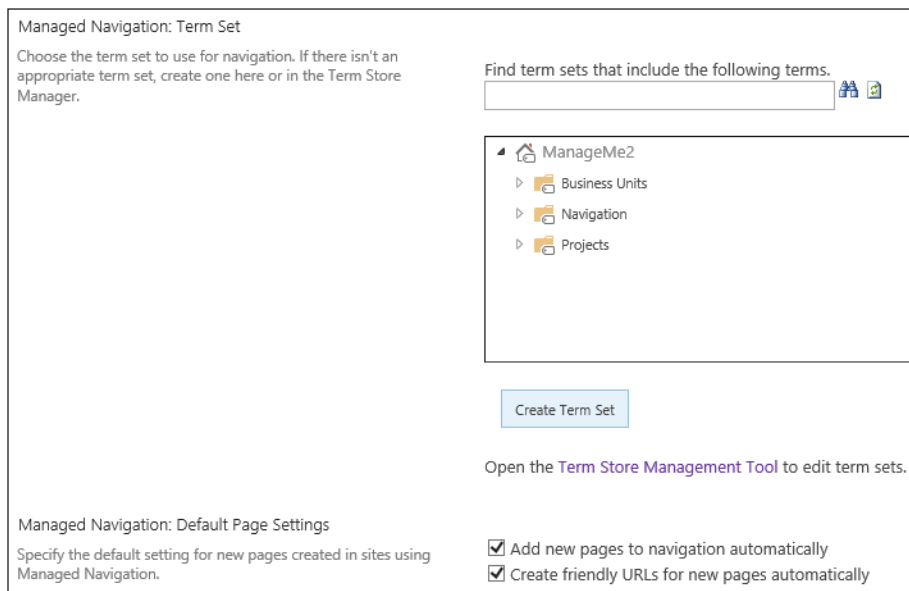 Managed Navigation: Term Set
Choose the term set to use for navigation. If there isn't an
appropriate term set, create one here or in the Term Store
Manager.
Find term sets that include the following terms.
ManageMe2
Business Units
Navigation
Projects
Create Term Set
Open the Term Store Management Tool to edit term sets.
Managed Navigation: Default Page Settings
Specify the default setting for new pages created in sites using
Managed Navigation.
Add new pages to navigation automatically
Create friendly URLs for new pages automatically